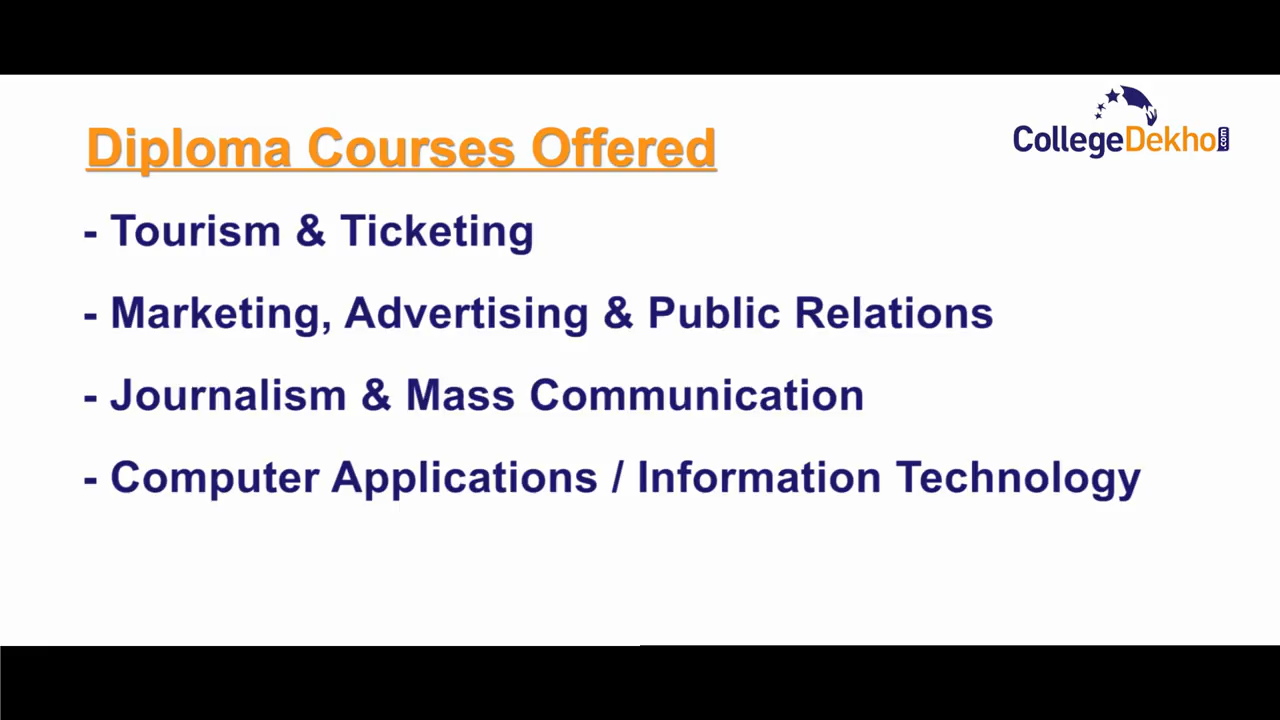 Diploma Courses Offered
CollegeDekho.com
- Tourism & Ticketing
- Marketing, Advertising & Public Relations
- Journalism & Mass Communication
- Computer Applications / Information Technology